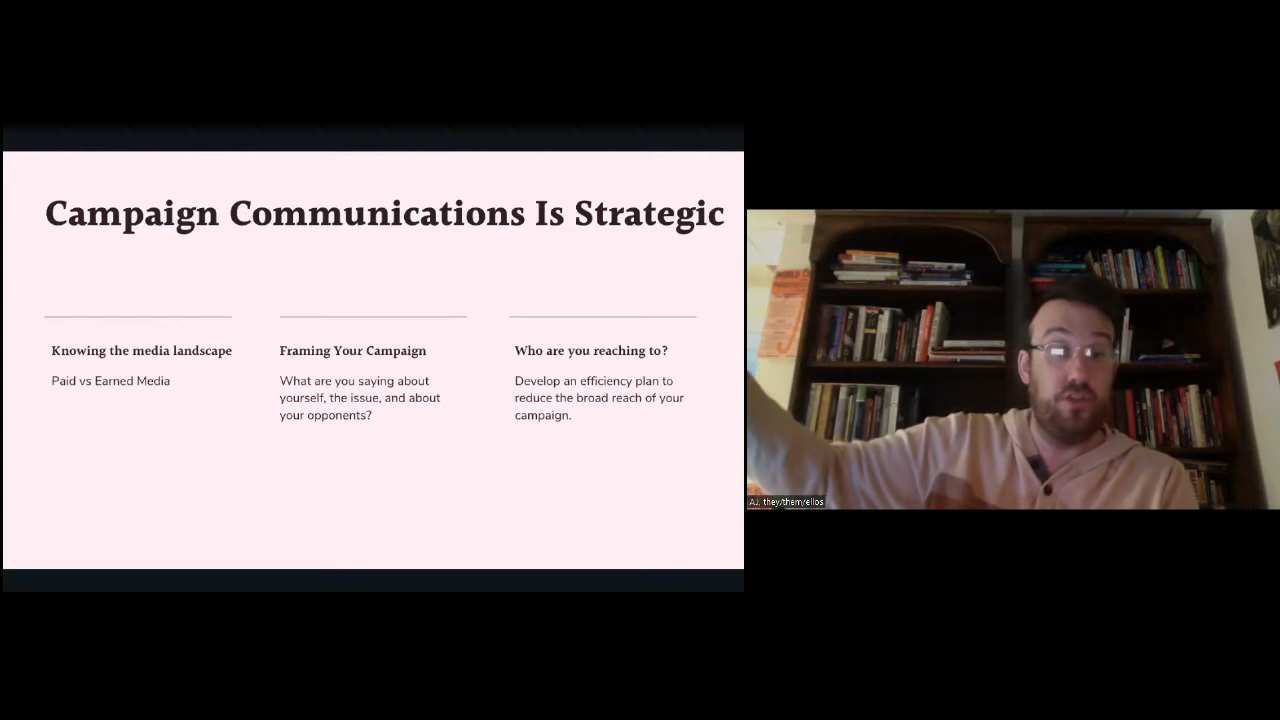 Campaign Communications Is Strategic
Knowing the media landscape
Paid vs Earned Media
Framing Your Campaign
What are you saying about
yourself, the issue, and about
your opponents?
Who are you reaching to?
Develop an efficiency plan to
reduce the broad reach of your
campaign.
AJ, they/them/ellos